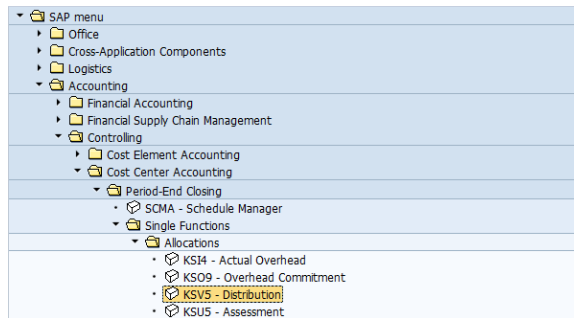 SAP menu
Office
Cross-Application Components
Logistics
Accounting
Financial Accounting
Financial Supply Chain Management
Controlling
Cost Element Accounting
Cost Center Accounting
Period-End Closing
SCMA - Schedule Manager
Single Functions
Allocations
KSI4 - Actual Overhead
KSO9 - Overhead Commitment
KSV5 - Distribution
KSU5 - Assessment